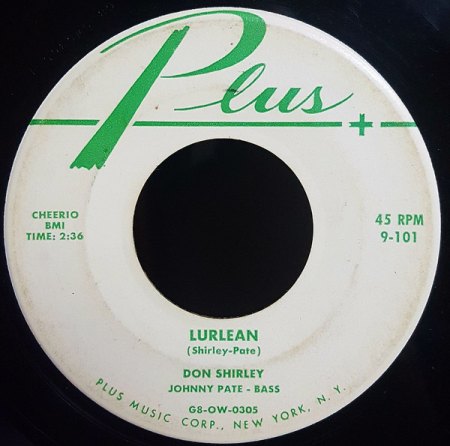 Plus
+
CHEERIO
BMI
TIME: 2:36
45 RPM
9-101
LURLEAN
(Shirley-Pate)
DON SHIRLEY
JOHNNY PATE - BASS
G8-OW-0305
PLUS MUSIC CORP., NEW YORK, N. Y.